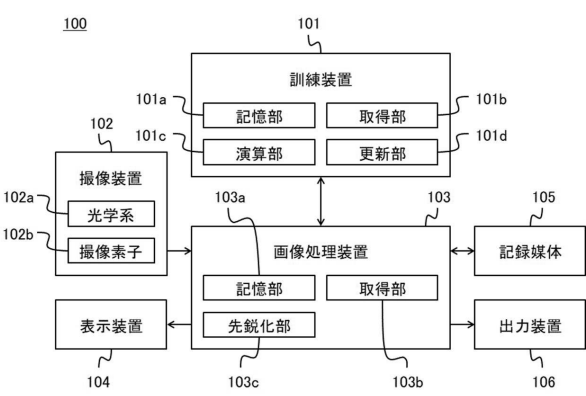 100
101
訓練装置
101a
記憶部
取得部
101b
101c
演算部
更新部
101d
102
撮像装置
102a
光学系
102b
撮像素子
103a
103
105
画像処理装置
記憶部
取得部
先鋭化部
記録媒体
表示装置
出力装置
104
103c
103b
106